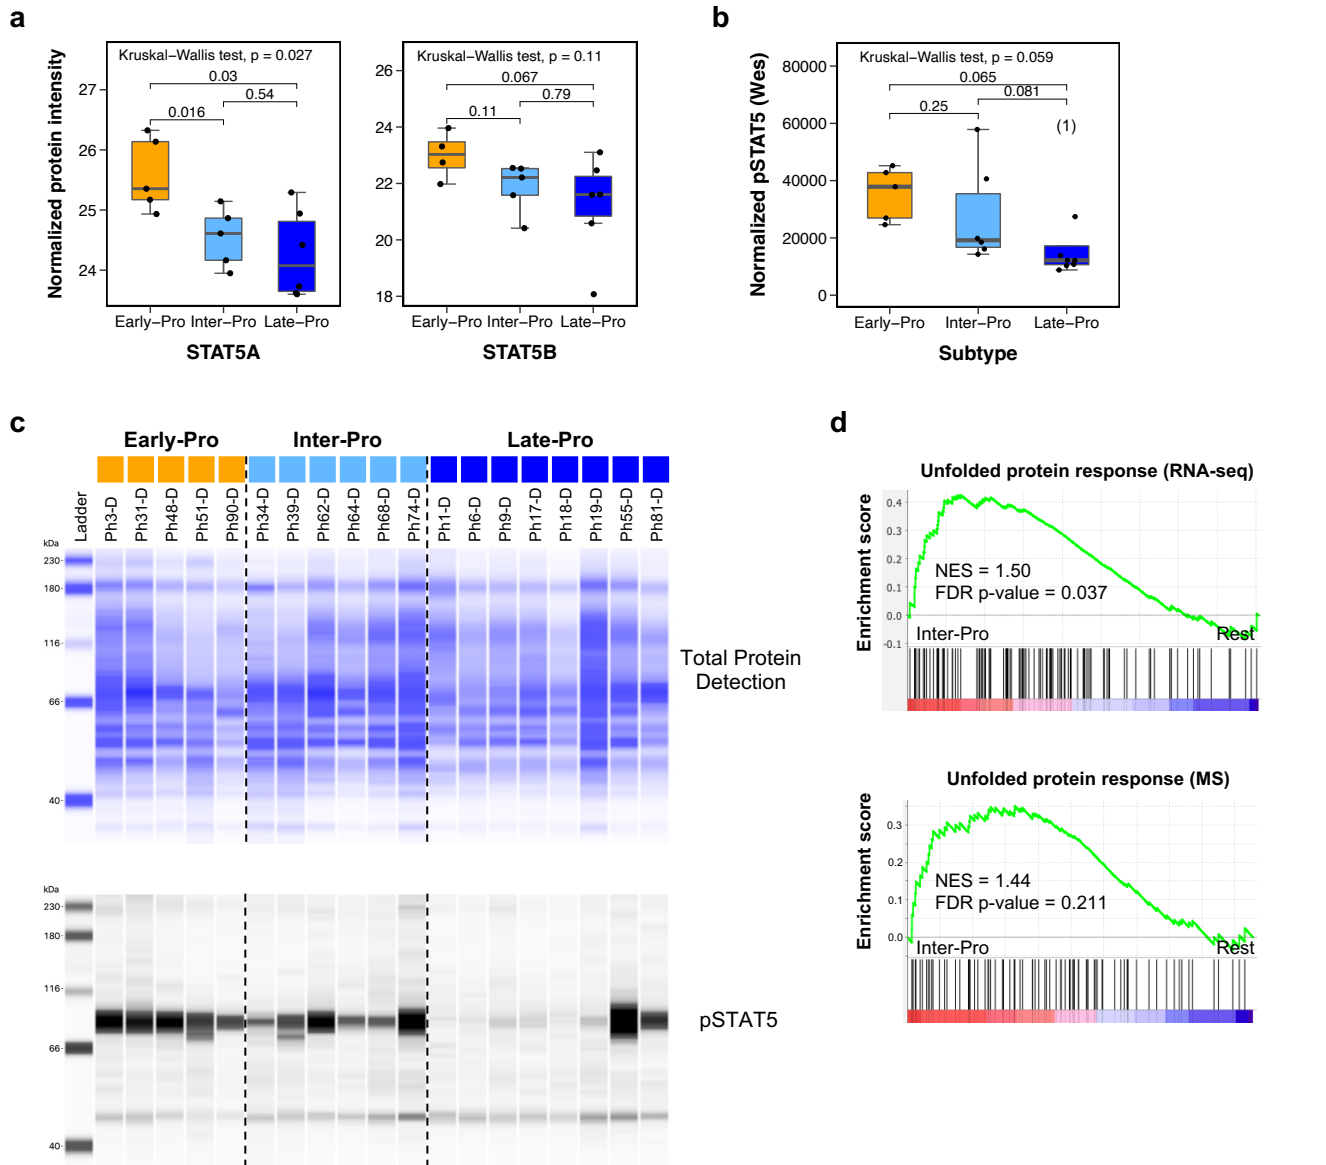 a
Normalized protein intensity
Kruskal−Wallis test, p = 0.027
0.03
0.54
0.016
27
26
25
24
Early−Pro Inter−Pro Late−Pro
STAT5A
Kruskal−Wallis test, p = 0.11
0.067
0.79
0.11
26
24
22
20
18
Early−Pro Inter−Pro Late−Pro
STAT5B
b
Normalized pSTAT5 (Wes)
Kruskal−Wallis test, p = 0.059
0.065
0.081
0.25
(1)
80000
60000
40000
20000
0
Early−Pro Inter−Pro Late−Pro
Subtype
c
Early-Pro Inter-Pro Late-Pro
Ladder Ph3-D Ph31-D Ph48-D Ph51-D Ph90-D Ph34-D Ph39-D Ph62-D Ph64-D Ph68-D Ph74-D Ph1-D Ph6-D Ph9-D Ph17-D Ph18-D Ph19-D Ph55-D Ph81-D
kDa
230-
180-
116-
66-
40-
Total Protein
Detection
kDa
230-
180-
116-
66-
40-
pSTAT5
d
Unfolded protein response (RNA-seq)
Enrichment score
0.4
0.3
0.2
0.1
0.0
-0.1
NES = 1.50
FDR p-value = 0.037
Inter-Pro Rest
Unfolded protein response (MS)
Enrichment score
0.3
0.2
0.1
0.0
NES = 1.44
FDR p-value = 0.211
Inter-Pro Rest